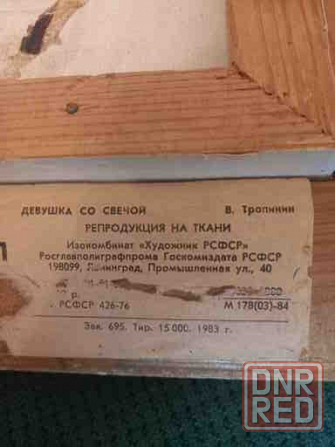 ДЕВУШКА СО СВЕЧОЙ В. Тропинин
РЕПРОДУКЦИЯ НА ТКАНИ
П
Изокомбинат «Художник РСФСР»
Росглавполиграфпрома Госкомиздата РСФСР
198099, Ленинград, Промышленная ул., 40
р.
РСФСР 426-76 М 178(03)-84
Зак. 695. Тир. 15 000. 1983 г.
DNR
RED